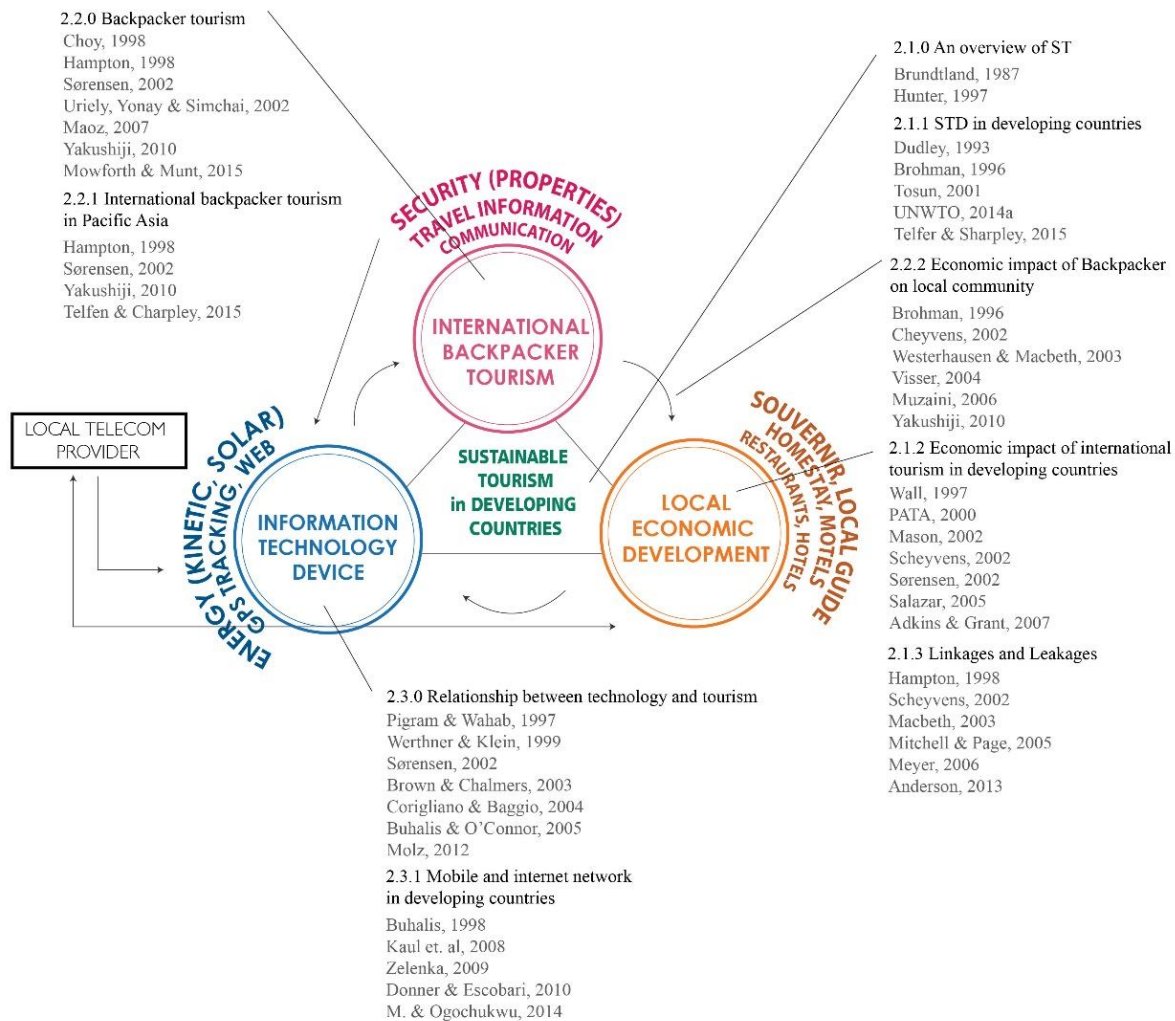 2.2.0 Backpacker tourism
Choy, 1998
Hampton, 1998
Sørensen, 2002
Uriely, Yonay & Simchai, 2002
Maoz, 2007
Yakushiji, 2010
Mowforth & Munt, 2015
2.2.1 International backpacker tourism
in Pacific Asia
Hampton, 1998
Sørensen, 2002
Yakushiji, 2010
Telfen & Charpley, 2015
2.1.0 An overview of ST
Brundtland, 1987
Hunter, 1997
2.1.1 STD in developing countries
Dudley, 1993
Brohman, 1996
Tosun, 2001
UNWTO, 2014a
Telfer & Sharpley, 2015
2.2.2 Economic impact of Backpacker
on local community
Brohman, 1996
Cheyvens, 2002
Westerhausen & Macbeth, 2003
Visser, 2004
Muzaini, 2006
Yakushiji, 2010
2.1.2 Economic impact of international
tourism in developing countries
Wall, 1997
PATA, 2000
Mason, 2002
Scheyvens, 2002
Sørensen, 2002
Salazar, 2005
Adkins & Grant, 2007
2.1.3 Linkages and Leakages
Hampton, 1998
Scheyvens, 2002
Macbeth, 2003
Mitchell & Page, 2005
Meyer, 2006
Anderson, 2013
SECURITY (PROPERTIES)
TRAVEL INFORMATION
COMMUNICATION
INTERNATIONAL
BACKPACKER
TOURISM
LOCAL TELECOM
PROVIDER
ENERGY (KINETIC, SOLAR)
GPS TRACKING, WEB
INFORMATION
TECHNOLOGY
DEVICE
SUSTAINABLE
TOURISM
in DEVELOPING
COUNTRIES
LOCAL
ECONOMIC
DEVELOPMENT
SOUVERNIR, LOCAL GUIDE
HOMESTAY, MOTELS
RESTAURANTS, HOTELS
2.3.0 Relationship between technology and tourism
Pigram & Wahab, 1997
Werthner & Klein, 1999
Sørensen, 2002
Brown & Chalmers, 2003
Corigliano & Baggio, 2004
Buhalis & O'Connor, 2005
Molz, 2012
2.3.1 Mobile and internet network
in developing countries
Buhalis, 1998
Kaul et. al, 2008
Zelenka, 2009
Donner & Escobari, 2010
M. & Ogochukwu, 2014